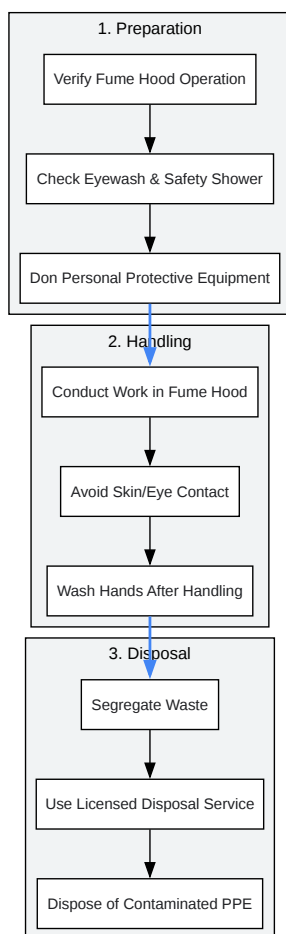 1. Preparation
Verify Fume Hood Operation
Check Eyewash & Safety Shower
Don Personal Protective Equipment
2. Handling
Conduct Work in Fume Hood
Avoid Skin/Eye Contact
Wash Hands After Handling
3. Disposal
Segregate Waste
Use Licensed Disposal Service
Dispose of Contaminated PPE